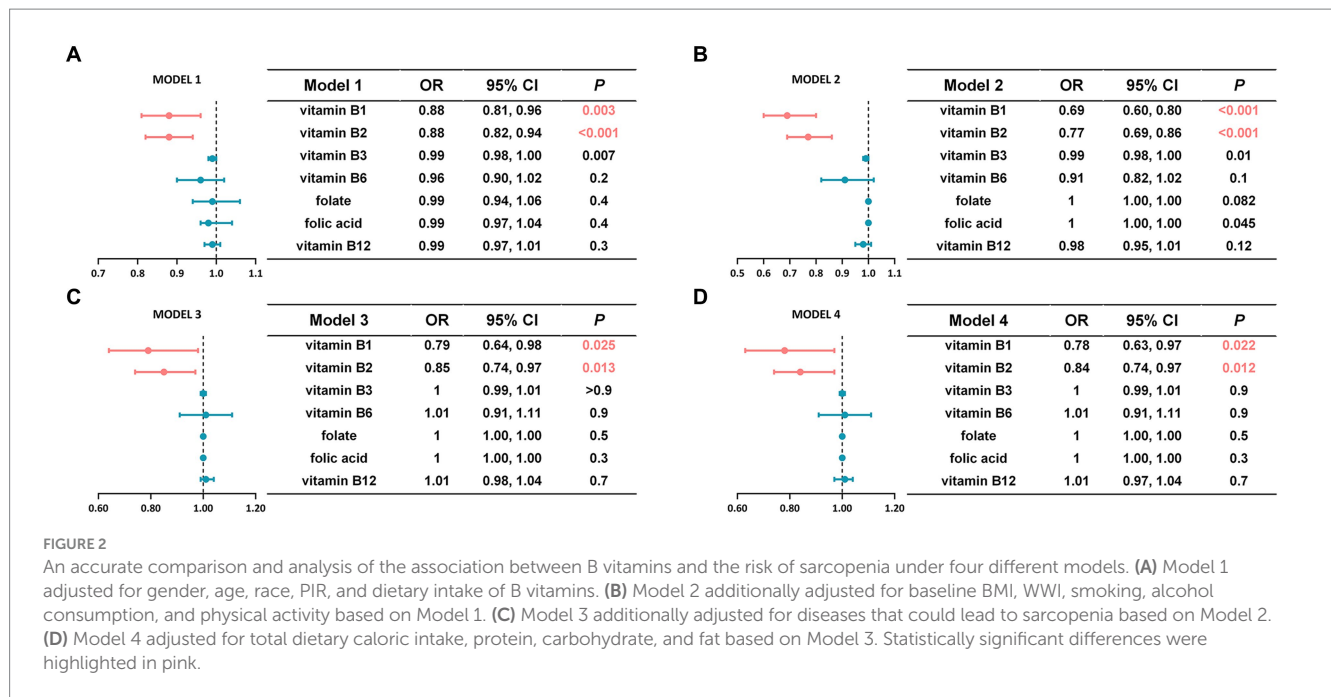 A
MODEL 1
Model 1 OR 95% CI P
vitamin B1 0.88 0.81, 0.96 0.003
vitamin B2 0.88 0.82, 0.94 <0.001
vitamin B3 0.99 0.98, 1.00 0.007
vitamin B6 0.96 0.90, 1.02 0.2
folate 0.99 0.94, 1.06 0.4
folic acid 0.99 0.97, 1.04 0.4
vitamin B12 0.99 0.97, 1.01 0.3
0.7 0.8 0.9 1.0 1.1
B
MODEL 2
Model 2 OR 95% CI P
vitamin B1 0.69 0.60, 0.80 <0.001
vitamin B2 0.77 0.69, 0.86 <0.001
vitamin B3 0.99 0.98, 1.00 0.01
vitamin B6 0.91 0.82, 1.02 0.1
folate 1 1.00, 1.00 0.082
folic acid 1 1.00, 1.00 0.045
vitamin B12 0.98 0.95, 1.01 0.12
0.5 0.6 0.7 0.8 0.9 1.0 1.1
C
MODEL 3
Model 3 OR 95% CI P
vitamin B1 0.79 0.64, 0.98 0.025
vitamin B2 0.85 0.74, 0.97 0.013
vitamin B3 1 0.99, 1.01 >0.9
vitamin B6 1.01 0.91, 1.11 0.9
folate 1 1.00, 1.00 0.5
folic acid 1 1.00, 1.00 0.3
vitamin B12 1.01 0.98, 1.04 0.7
0.60 0.80 1.00 1.20
D
MODEL 4
Model 4 OR 95% CI P
vitamin B1 0.78 0.63, 0.97 0.022
vitamin B2 0.84 0.74, 0.97 0.012
vitamin B3 1 0.99, 1.01 0.9
vitamin B6 1.01 0.91, 1.11 0.9
folate 1 1.00, 1.00 0.5
folic acid 1 1.00, 1.00 0.3
vitamin B12 1.01 0.97, 1.04 0.7
0.60 0.80 1.00 1.20
FIGURE 2
An accurate comparison and analysis of the association between B vitamins and the risk of sarcopenia under four different models. (A) Model 1
adjusted for gender, age, race, PIR, and dietary intake of B vitamins. (B) Model 2 additionally adjusted for baseline BMI, WWI, smoking, alcohol
consumption, and physical activity based on Model 1. (C) Model 3 additionally adjusted for diseases that could lead to sarcopenia based on Model 2.
(D) Model 4 adjusted for total dietary caloric intake, protein, carbohydrate, and fat based on Model 3. Statistically significant differences were
highlighted in pink.